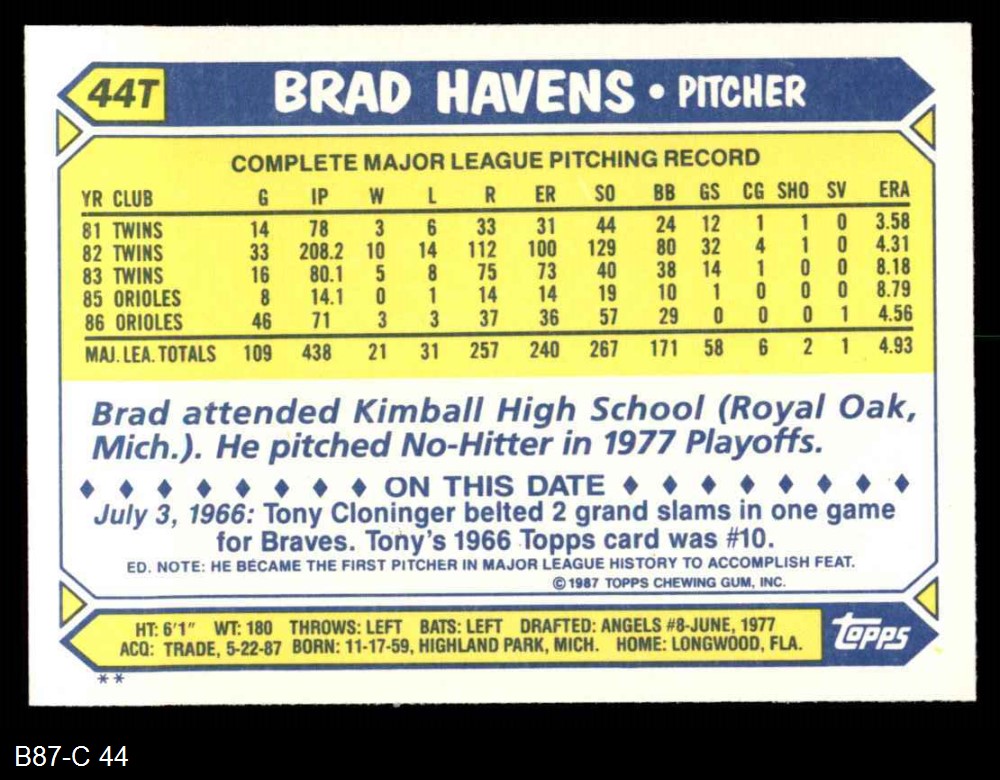 44T BRAD HAVENS • PITCHER
COMPLETE MAJOR LEAGUE PITCHING RECORD
YR CLUB G IP W L R ER SO BB GS CG SHO SV ERA
81 TWINS 14 78 3 6 33 31 44 24 12 1 1 0 3.58
82 TWINS 33 208.2 10 14 112 100 129 80 32 4 1 0 4.31
83 TWINS 16 80.1 5 8 75 73 40 38 14 1 0 0 8.18
85 ORIOLES 8 14.1 0 1 14 14 19 10 1 0 0 0 8.79
86 ORIOLES 46 71 3 3 37 36 57 29 0 0 0 1 4.56
MAJ. LEA. TOTALS 109 438 21 31 257 240 267 171 58 6 2 1 4.93
Brad attended Kimball High School (Royal Oak,
Mich.). He pitched No-Hitter in 1977 Playoffs.
♦ ♦ ♦ ♦ ♦ ♦ ♦ ♦ ON THIS DATE ♦ ♦ ♦ ♦ ♦ ♦ ♦ ♦
July 3, 1966: Tony Cloninger belted 2 grand slams in one game
for Braves. Tony's 1966 Topps card was #10.
ED. NOTE: HE BECAME THE FIRST PITCHER IN MAJOR LEAGUE HISTORY TO ACCOMPLISH FEAT.
© 1987 TOPPS CHEWING GUM, INC.
HT: 6'1" WT: 180 THROWS: LEFT BATS: LEFT DRAFTED: ANGELS #8-JUNE, 1977
ACQ: TRADE, 5-22-87 BORN: 11-17-59, HIGHLAND PARK, MICH. HOME: LONGWOOD, FLA.
topps
**
B87-C 44